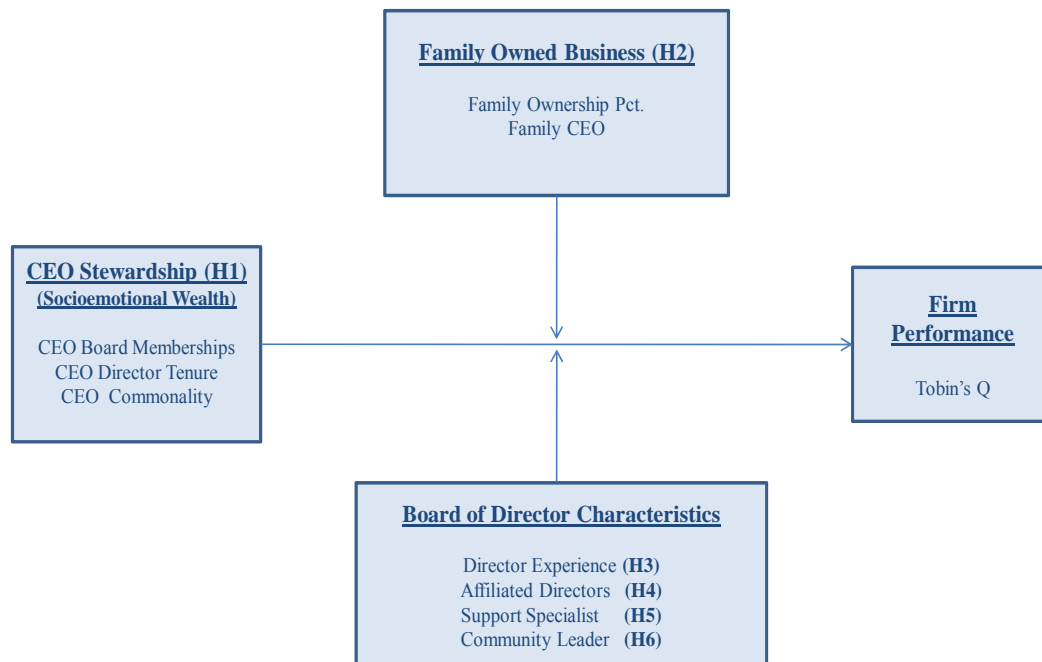 Family Owned Business (H2)
Family Ownership Pct.
Family CEO
CEO Stewardship (H1)
(Socioemotional Wealth)
CEO Board Memberships
CEO Director Tenure
CEO Commonality
Firm
Performance
Tobin's Q
Board of Director Characteristics
Director Experience (H3)
Affiliated Directors (H4)
Support Specialist (H5)
Community Leader (H6)